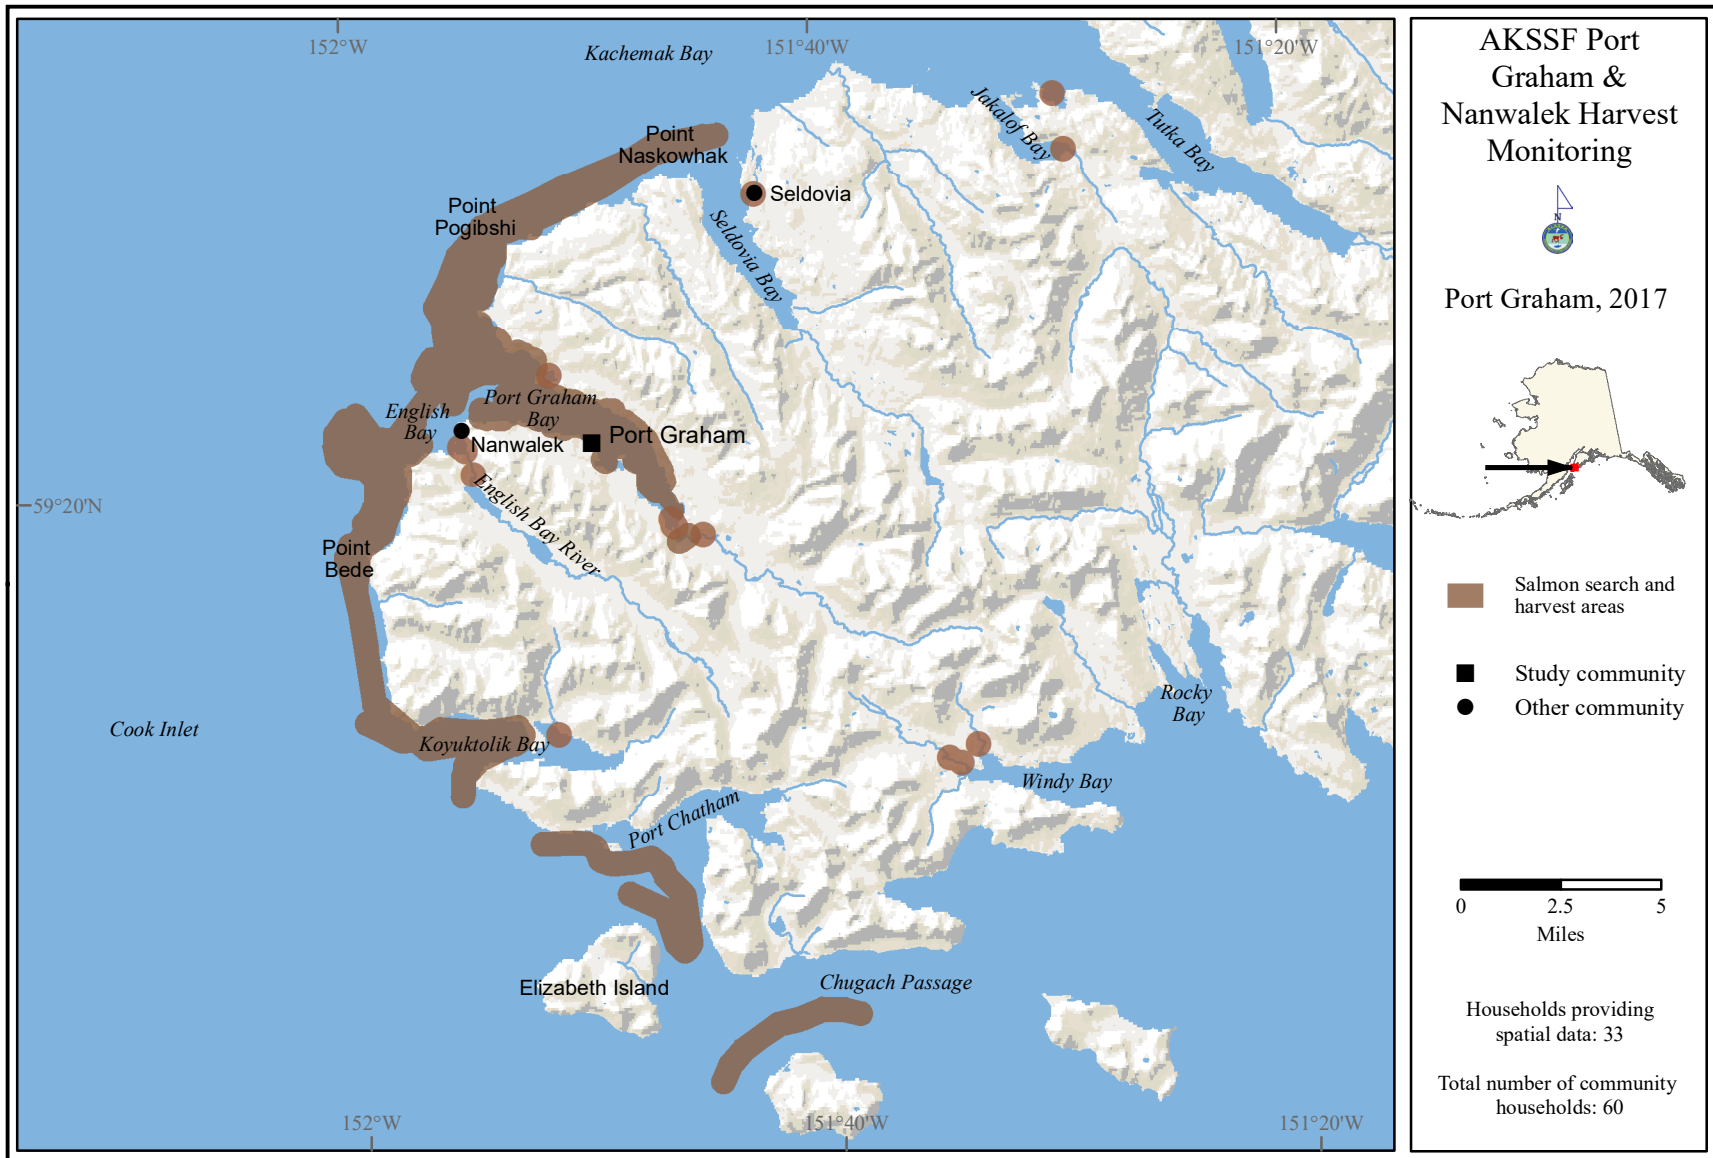 152°W
151°40'W
151°20'W
Kachemak Bay
Jakalof Bay
Tutka Bay
Point
Naskowhak
Seldovia
Point
Pogibshi
Seldovia Bay
English
Bay
Port Graham
Bay
Nanwalek
Port Graham
English Bay River
59°20'N
Point
Bede
Rocky
Bay
Cook Inlet
Koyuktolik Bay
Windy Bay
Port Chatham
Elizabeth Island
Chugach Passage
152°W
151°40'W
151°20'W
AKSSF Port
Graham &
Nanwalek Harvest
Monitoring
N
Port Graham, 2017
Salmon search and
harvest areas
Study community
Other community
0 2.5 5
Miles
Households providing
spatial data: 33
Total number of community
households: 60